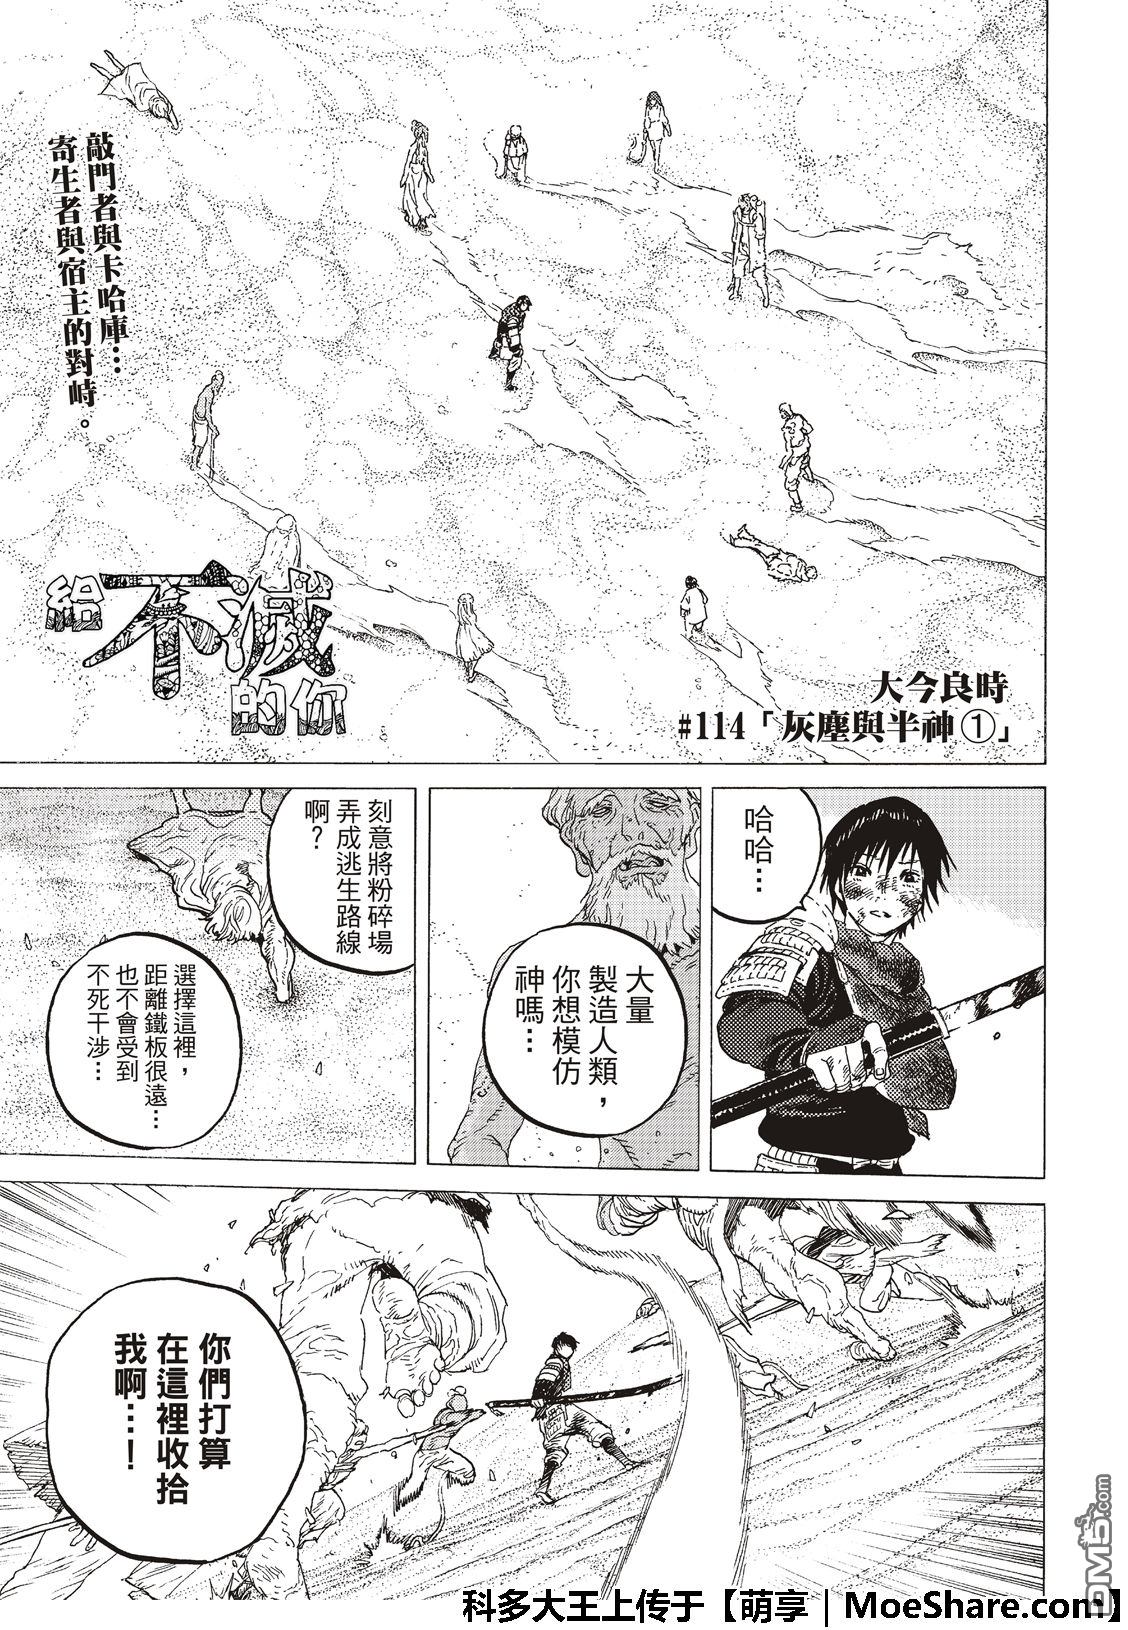 敲門者與卡哈庫…
寄生者與宿主的對峙。
給
不滅
的你
大今良時
#114「灰塵與半神①」
哈哈…
大量
製造人類，
你想模仿
神嗎…
刻意將粉碎場
弄成逃生路線
啊？
選擇這裡，
距離鐵板很遠…
也不會受到
不死干涉…
你們打算
在這裡收拾
我啊…！
DM5.com
科多大王上传于【萌享｜MoeShare.com】